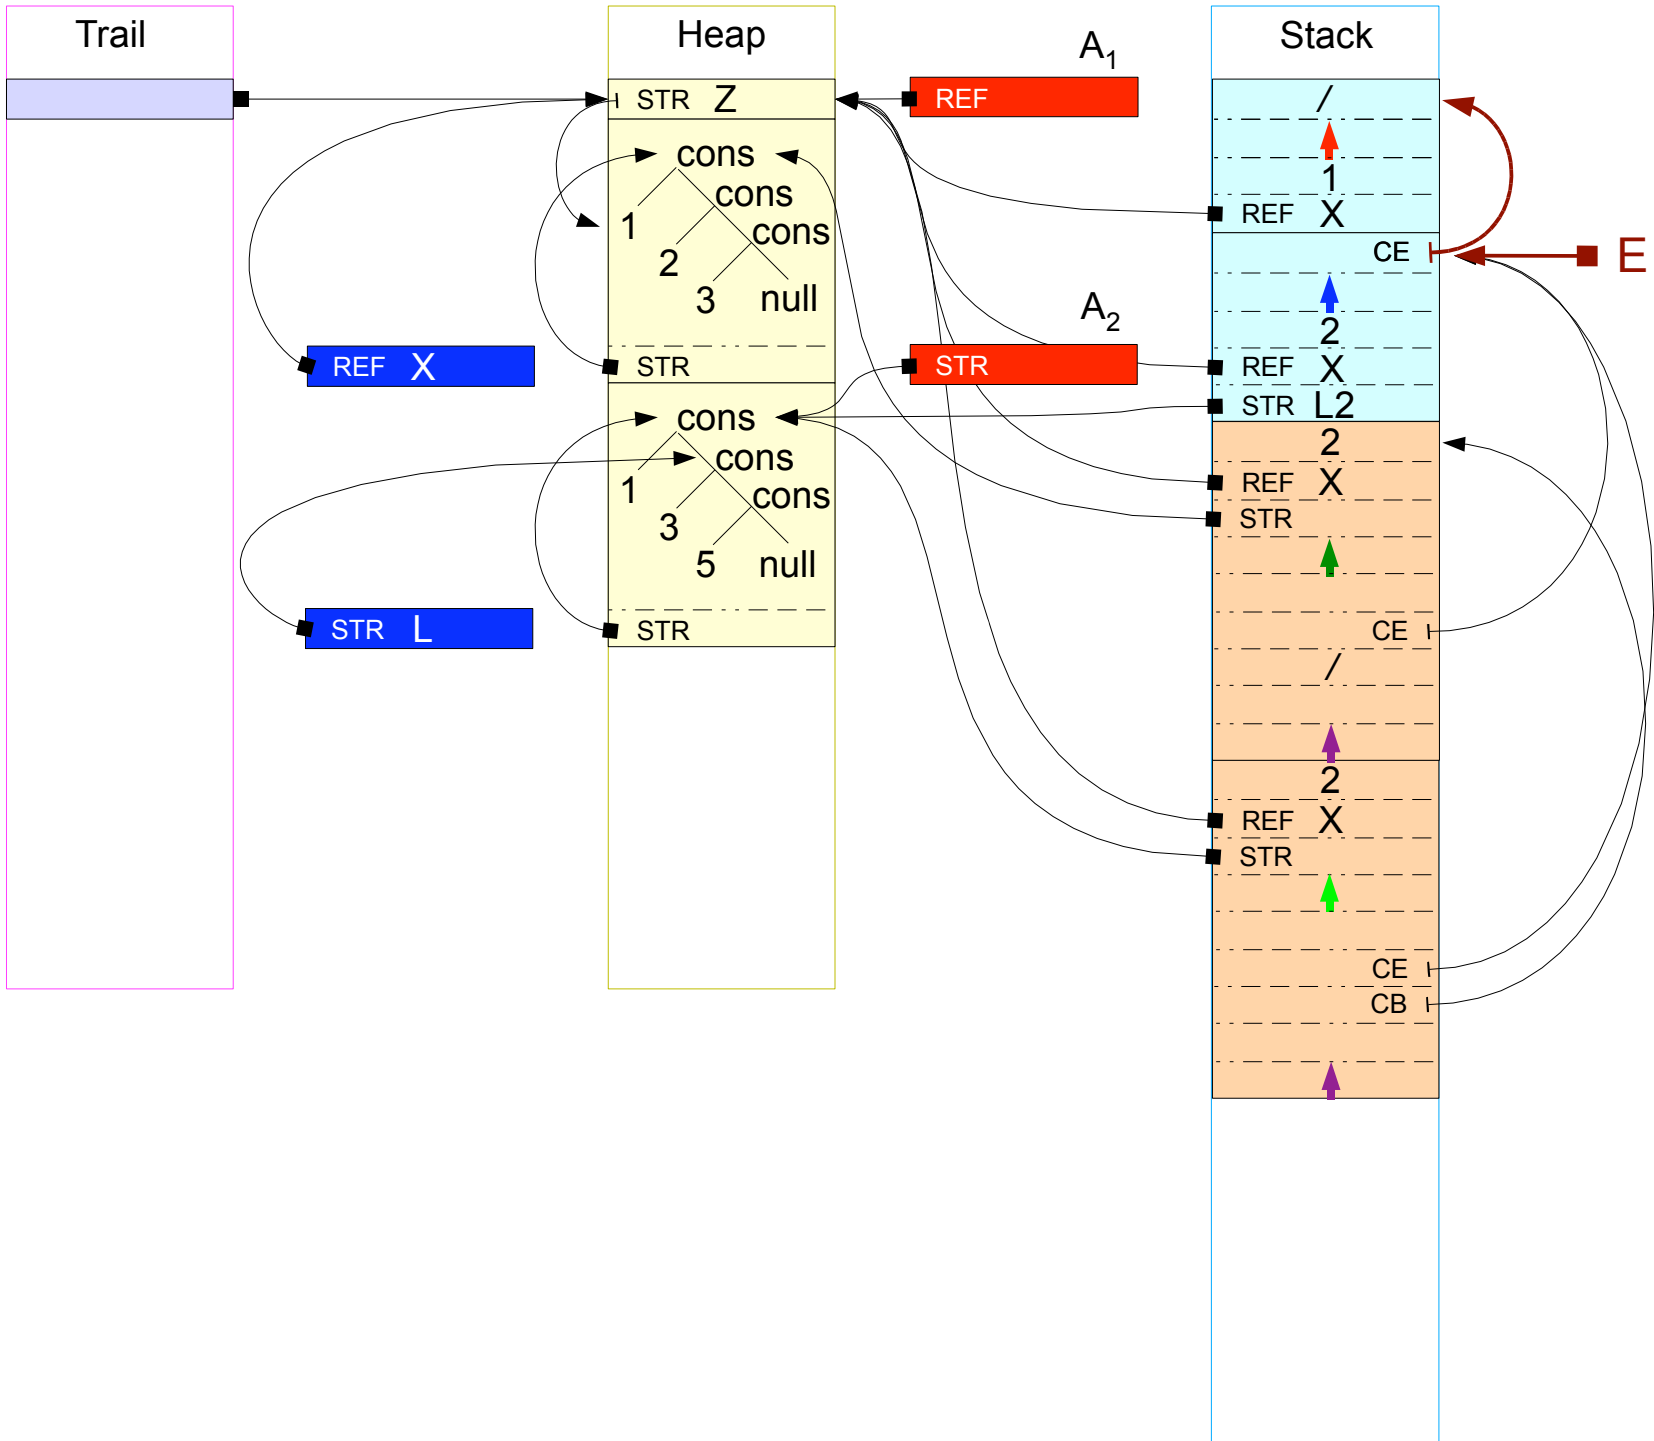 Trail
Heap
A1
Stack
STR Z
REF
/
cons
1
cons
REF X
1
cons
CE
E
2
3
null
A2
2
REF X
STR
STR
REF X
STR L2
cons
2
cons
REF X
1
cons
STR
3
5
null
STR L
STR
CE
/
2
REF X
STR
CE
CB